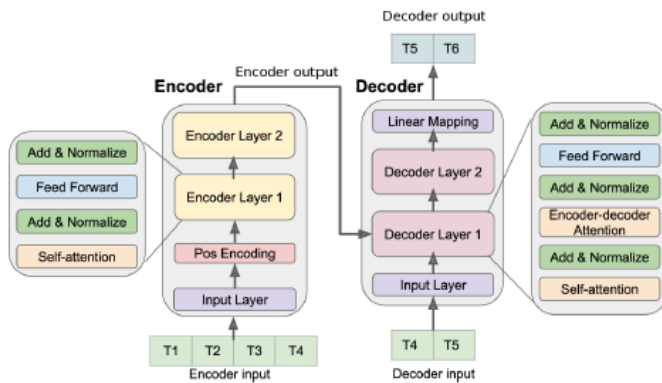 Decoder output
T5 T6
Encoder output
Encoder
Decoder
Encoder Layer 2
Encoder Layer 1
Pos Encoding
Input Layer
T1 T2 T3 T4
Encoder input
Add & Normalize
Feed Forward
Add & Normalize
Self-attention
Linear Mapping
Decoder Layer 2
Decoder Layer 1
Input Layer
T4 T5
Decoder input
Add & Normalize
Feed Forward
Add & Normalize
Encoder-decoder
Attention
Add & Normalize
Self-attention